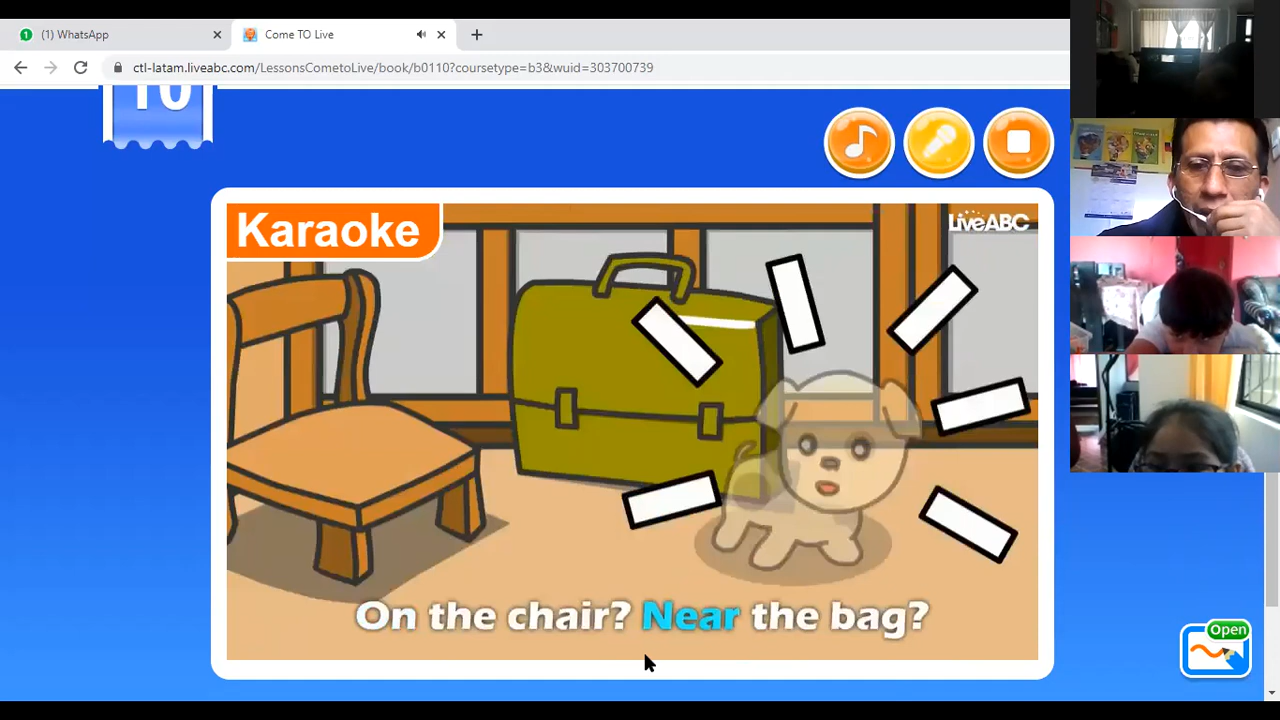 1 (1) WhatsApp
Come TO Live
ctl-latam.liveabc.com/LessonsCometoLive/book/b0110?coursetype=b3&wuid=303700739
10
Karaoke
LiveABC
On the chair? Near the bag?
Open